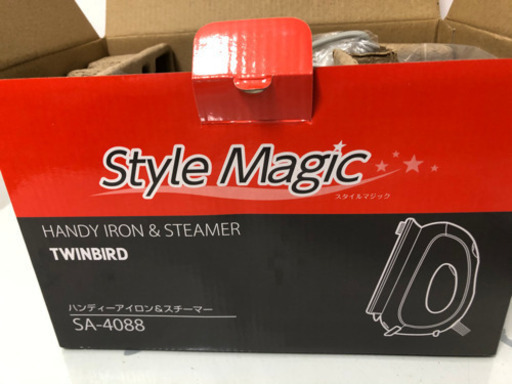 Style Magic
スタイルマジック
HANDY IRON & STEAMER
TWINBIRD
ハンディーアイロン&スチーマー
SA-4088